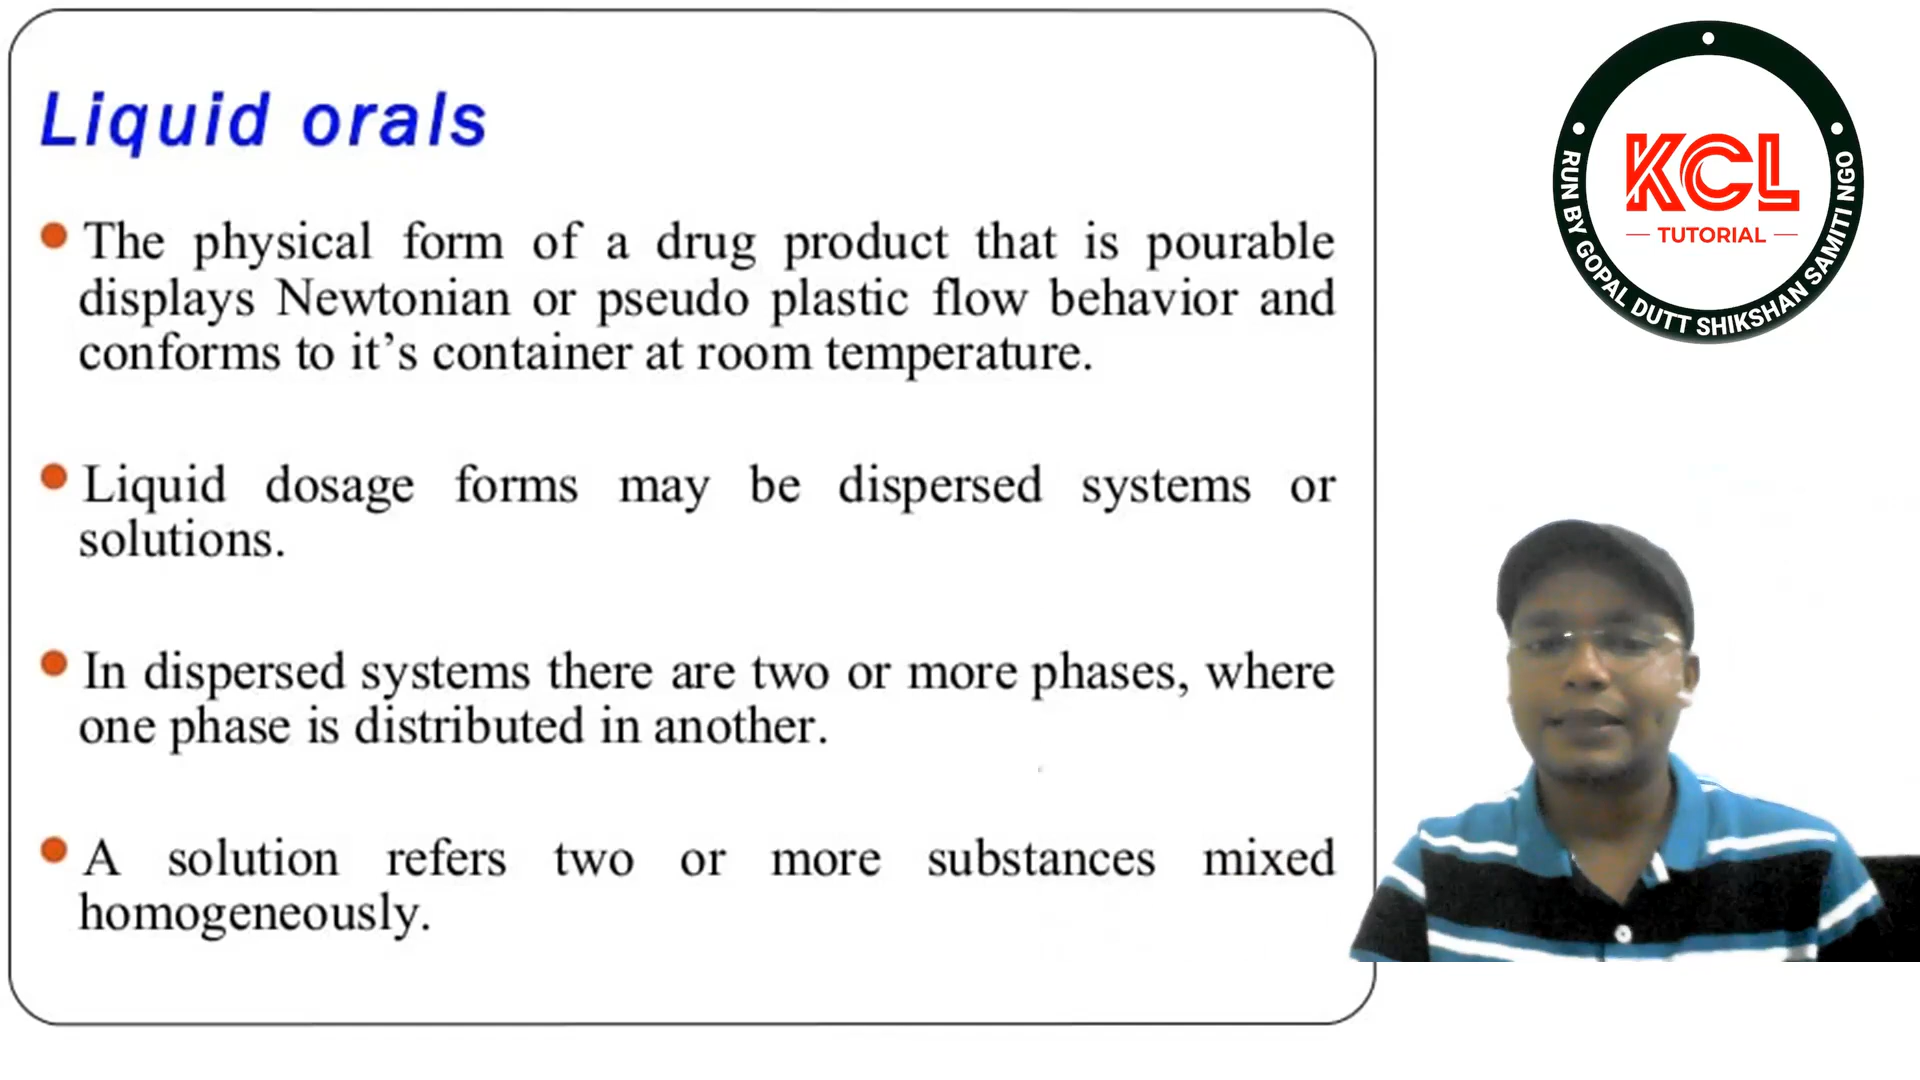 Liquid orals
The physical form of a drug product that is pourable
displays Newtonian or pseudo plastic flow behavior and
conforms to it’s container at room temperature.
Liquid dosage forms may be dispersed systems or
solutions.
In dispersed systems there are two or more phases, where
one phase is distributed in another.
A solution refers two or more substances mixed
homogeneously.
KCL
TUTORIAL
RUN BY GOPAL DUTT SHIKSHAN SAMITI NGO